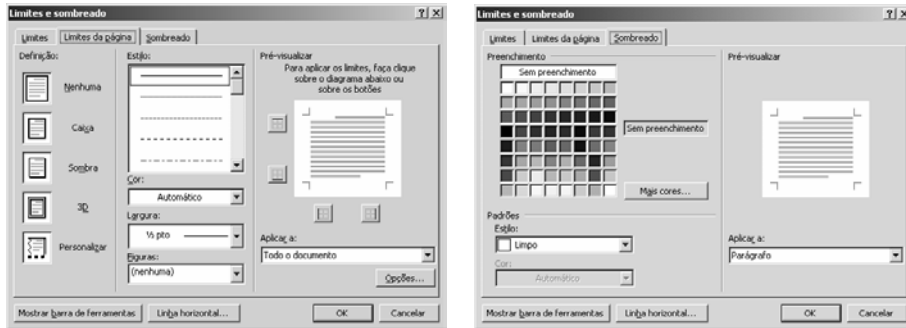 Limites e sombreado
Limites
Limites da página
Sombreado
Definição:
Nenhuma
Caixa
Sombra
3D
Personalizar
Estilo:
Cor:
Automático
Largura:
½ pto
Figuras:
(nenhuma)
Pré-visualizar
Para aplicar os limites, faça clique
sobre o diagrama abaixo ou
sobre os botões
Aplicar a:
Todo o documento
Opções...
Mostrar barra de ferramentas
Linha horizontal...
OK
Cancelar
Limites e sombreado
Limites
Limites da página
Sombreado
Preenchimento
Sem preenchimento
Sem preenchimento
Mais cores...
Padrões
Estilo:
Limpo
Cor:
Automático
Pré-visualizar
Aplicar a:
Parágrafo
Mostrar barra de ferramentas
Linha horizontal...
OK
Cancelar